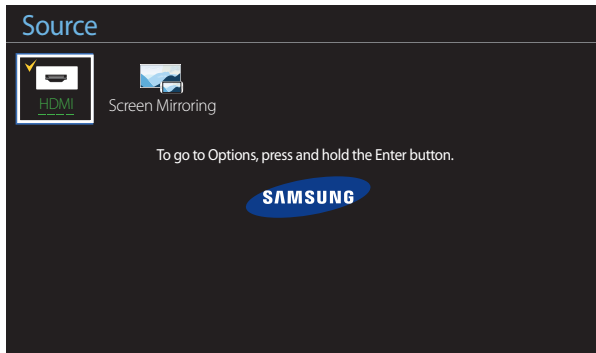 Source
HDMI
----
Screen Mirroring
To go to Options, press and hold the Enter button.
SAMSUNG